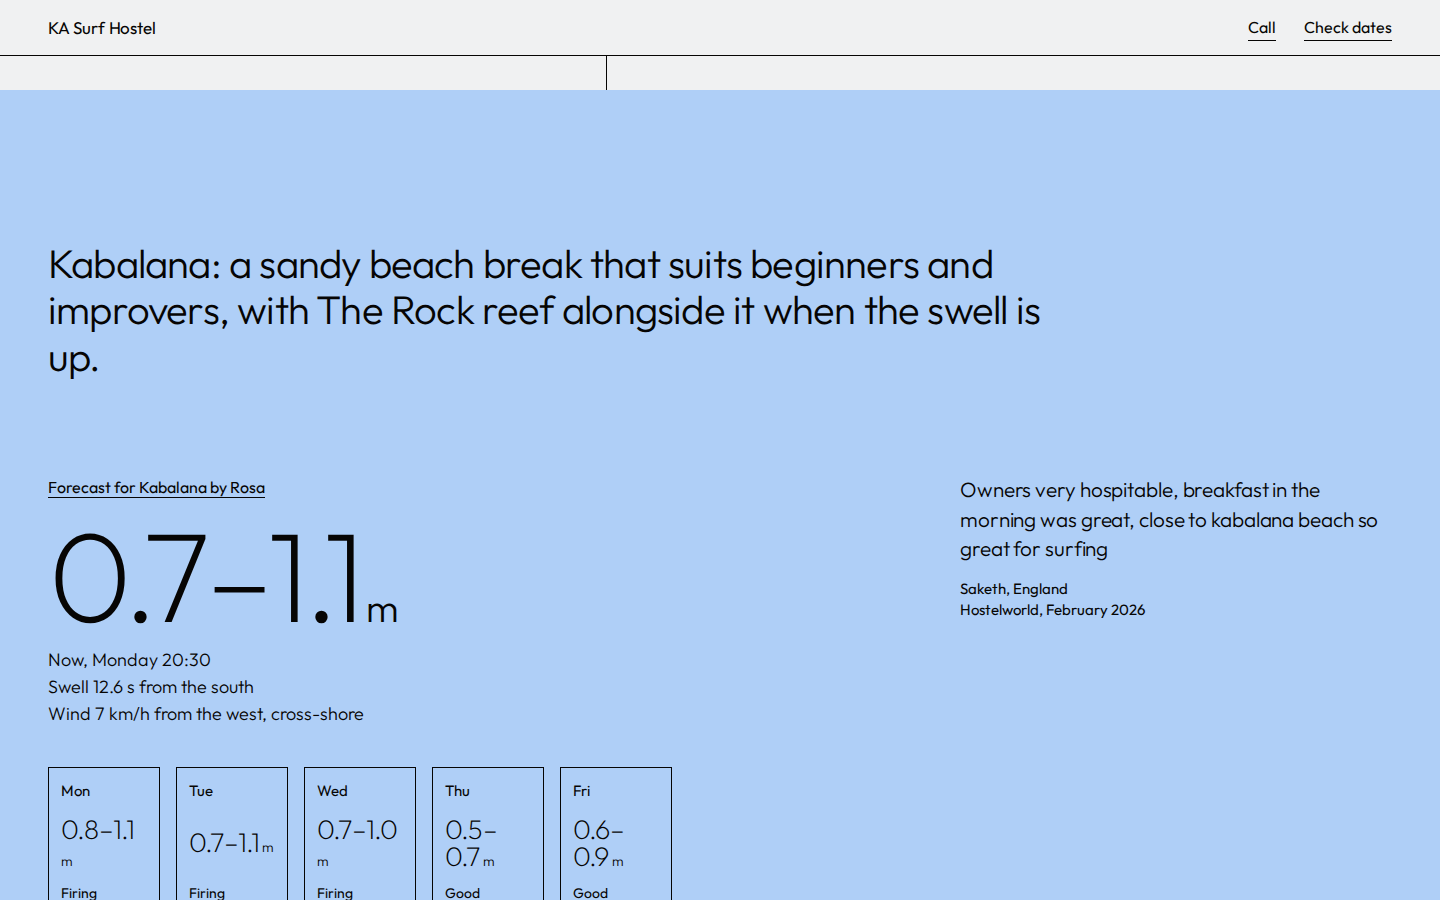 KA Surf Hostel
Call
Check dates
Kabalana: a sandy beach break that suits beginners and
improvers, with The Rock reef alongside it when the swell is
up.
Forecast for Kabalana by Rosa
0.7–1.1 m
Now, Monday 20:30
Swell 12.6 s from the south
Wind 7 km/h from the west, cross-shore
Owners very hospitable, breakfast in the
morning was great, close to kabalana beach so
great for surfing
Saketh, England
Hostelworld, February 2026
Mon
0.8–1.1
m
Firing
Tue
0.7–1.1 m
Firing
Wed
0.7–1.0
m
Firing
Thu
0.5–
0.7 m
Good
Fri
0.6–
0.9 m
Good